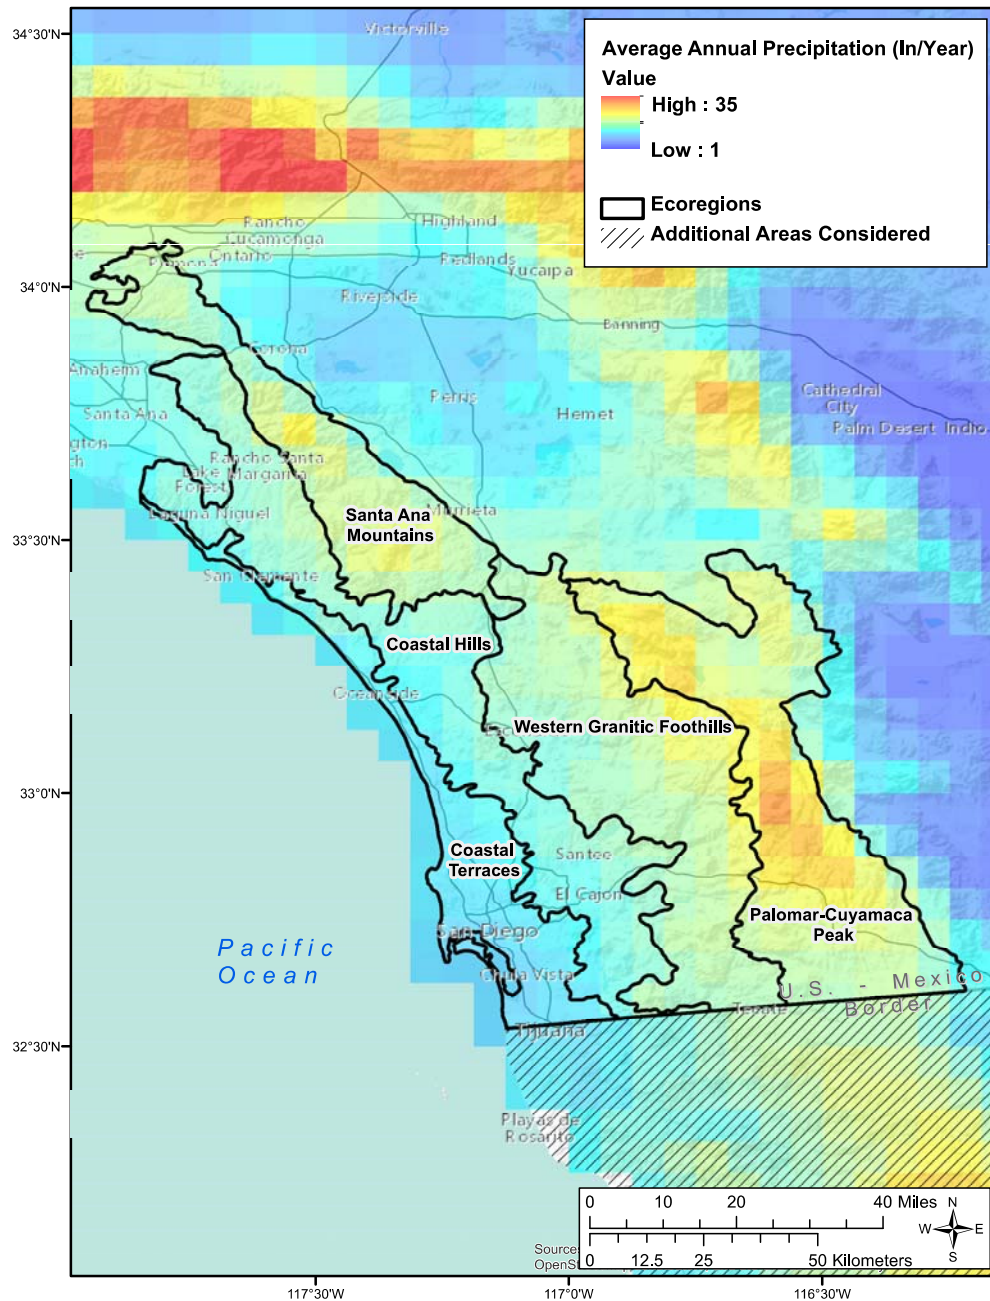 34°30'N
Victorville
Average Annual Precipitation (In/Year)
Value
High : 35
Low : 1
Ecoregions
Additional Areas Considered
Rancho
Cucamonga
Highland
Pomona
Ontario
Redlands
Yucaipa
34°0'N
Riverside
Banning
Corona
Anaheim
Perris
Cathedral
City
Santa Ana
Hemet
Palm Desert
Indio
Rancho Santa
Margarita
Lake
Forest
Laguna Niguel
Murrieta
Santa Ana
Mountains
33°30'N
San Clemente
Coastal Hills
Oceanside
Western Granitic Foothills
33°0'N
Coastal
Terraces
Santee
El Cajon
Palomar-Cuyamaca
Peak
San Diego
Pacific
Ocean
Chula Vista
U.S. - Mexico
Border
Tecate
Tijuana
32°30'N
Playas de
Rosarito
0 10 20 40 Miles
N
W E
S
0 12.5 25 50 Kilometers
117°30'W
117°0'W
116°30'W